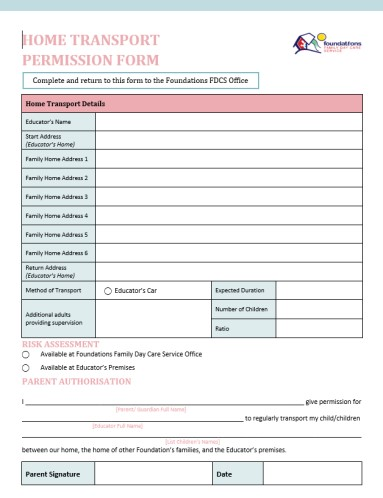 HOME TRANSPORT
PERMISSION FORM
foundations
FAMILY DAY CARE
SERVICE
Complete and return to this form to the Foundations FDCS Office
Home Transport Details
Educator's Name
Start Address
(Educator's Home)
Family Home Address 1
Family Home Address 2
Family Home Address 3
Family Home Address 4
Family Home Address 5
Family Home Address 6
Return Address
(Educator's Home)
Method of Transport
Educator's Car
Expected Duration
Additional adults
providing supervision
Number of Children
Ratio
RISK ASSESSMENT
Available at Foundations Family Day Care Service Office
Available at Educator's Premises
PARENT AUTHORISATION
I give permission for
(Parent/ Guardian Full Name)
to regularly transport my child/children
(Educator Full Name)
(List Children's Names)
between our home, the home of other Foundation's families, and the Educator's premises.
Parent Signature
Date